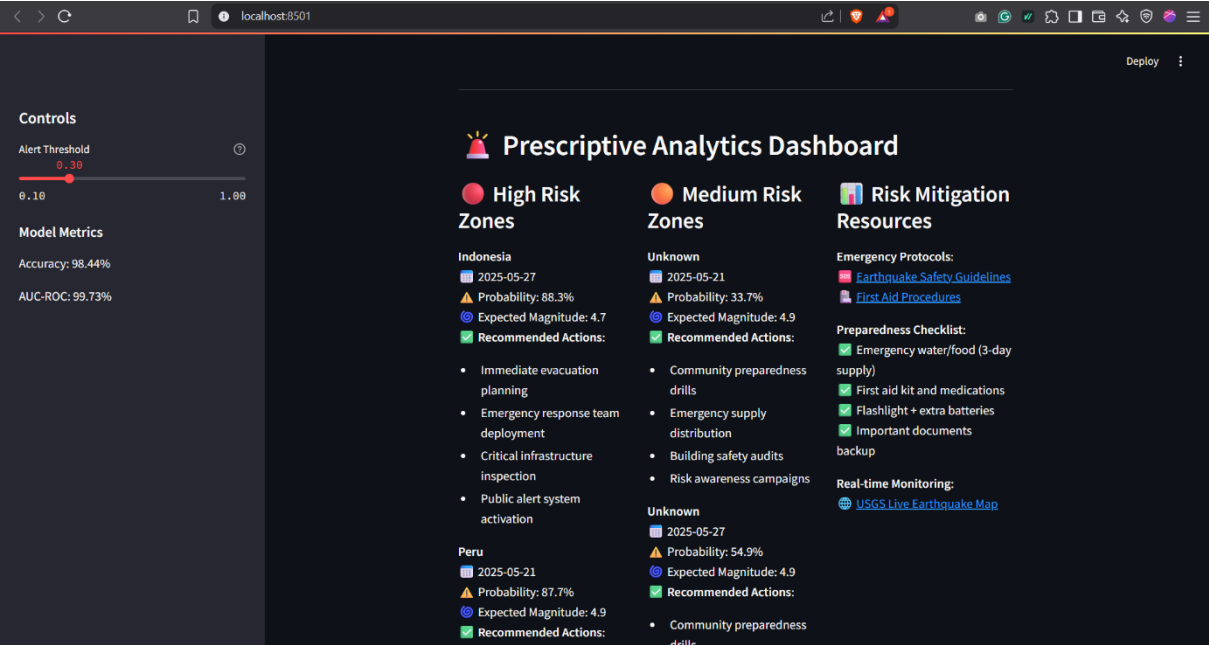 localhost:8501
Deploy
Controls
Alert Threshold
0.30
0.10 1.00
Model Metrics
Accuracy: 98.44%
AUC-ROC: 99.73%
Prescriptive Analytics Dashboard
High Risk
Zones
Indonesia
2025-05-27
Probability: 88.3%
Expected Magnitude: 4.7
Recommended Actions:
Immediate evacuation
planning
Emergency response team
deployment
Critical infrastructure
inspection
Public alert system
activation
Peru
2025-05-21
Probability: 87.7%
Expected Magnitude: 4.9
Recommended Actions:
Medium Risk
Zones
Unknown
2025-05-21
Probability: 33.7%
Expected Magnitude: 4.9
Recommended Actions:
Community preparedness
drills
Emergency supply
distribution
Building safety audits
Risk awareness campaigns
Unknown
2025-05-27
Probability: 54.9%
Expected Magnitude: 4.9
Recommended Actions:
Community preparedness
drills
Risk Mitigation
Resources
Emergency Protocols:
Earthquake Safety Guidelines
First Aid Procedures
Preparedness Checklist:
Emergency water/food (3-day
supply)
First aid kit and medications
Flashlight + extra batteries
Important documents
backup
Real-time Monitoring:
USGS Live Earthquake Map